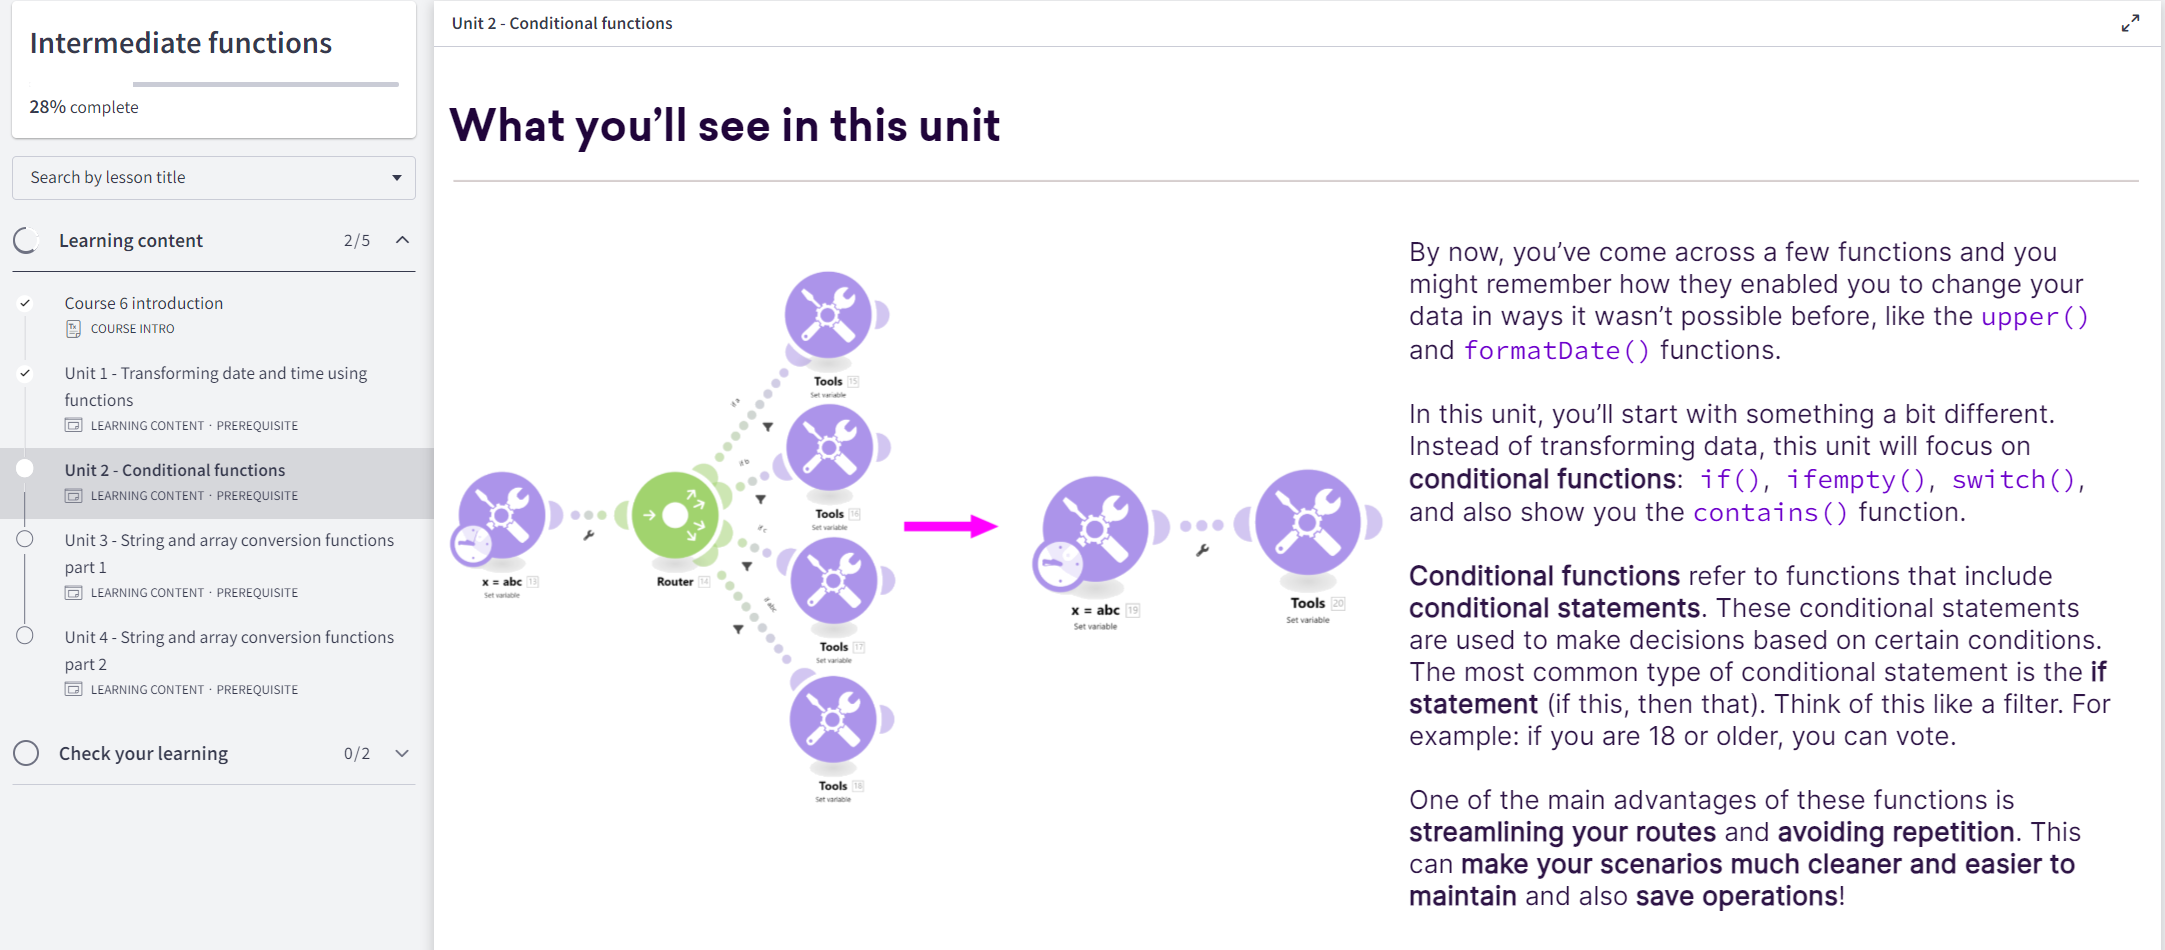 Intermediate functions
28% complete
Search by lesson title
Learning content 2/5
Course 6 introduction
COURSE INTRO
Unit 1 - Transforming date and time using
functions
LEARNING CONTENT · PREREQUISITE
Unit 2 - Conditional functions
LEARNING CONTENT · PREREQUISITE
Unit 3 - String and array conversion functions
part 1
LEARNING CONTENT · PREREQUISITE
Unit 4 - String and array conversion functions
part 2
LEARNING CONTENT · PREREQUISITE
Check your learning 0/2
Unit 2 - Conditional functions
What you’ll see in this unit
x = abc 13
Set variable
Router 14
if a
if b
if c
if abc
Tools 15
Set variable
Tools 16
Set variable
Tools 17
Set variable
Tools 18
Set variable
x = abc 19
Set variable
Tools 20
Set variable
By now, you’ve come across a few functions and you
might remember how they enabled you to change your
data in ways it wasn’t possible before, like the upper()
and formatDate() functions.
In this unit, you’ll start with something a bit different.
Instead of transforming data, this unit will focus on
conditional functions: if(), ifempty(), switch(),
and also show you the contains() function.
Conditional functions refer to functions that include
conditional statements. These conditional statements
are used to make decisions based on certain conditions.
The most common type of conditional statement is the if
statement (if this, then that). Think of this like a filter. For
example: if you are 18 or older, you can vote.
One of the main advantages of these functions is
streamlining your routes and avoiding repetition. This
can make your scenarios much cleaner and easier to
maintain and also save operations!